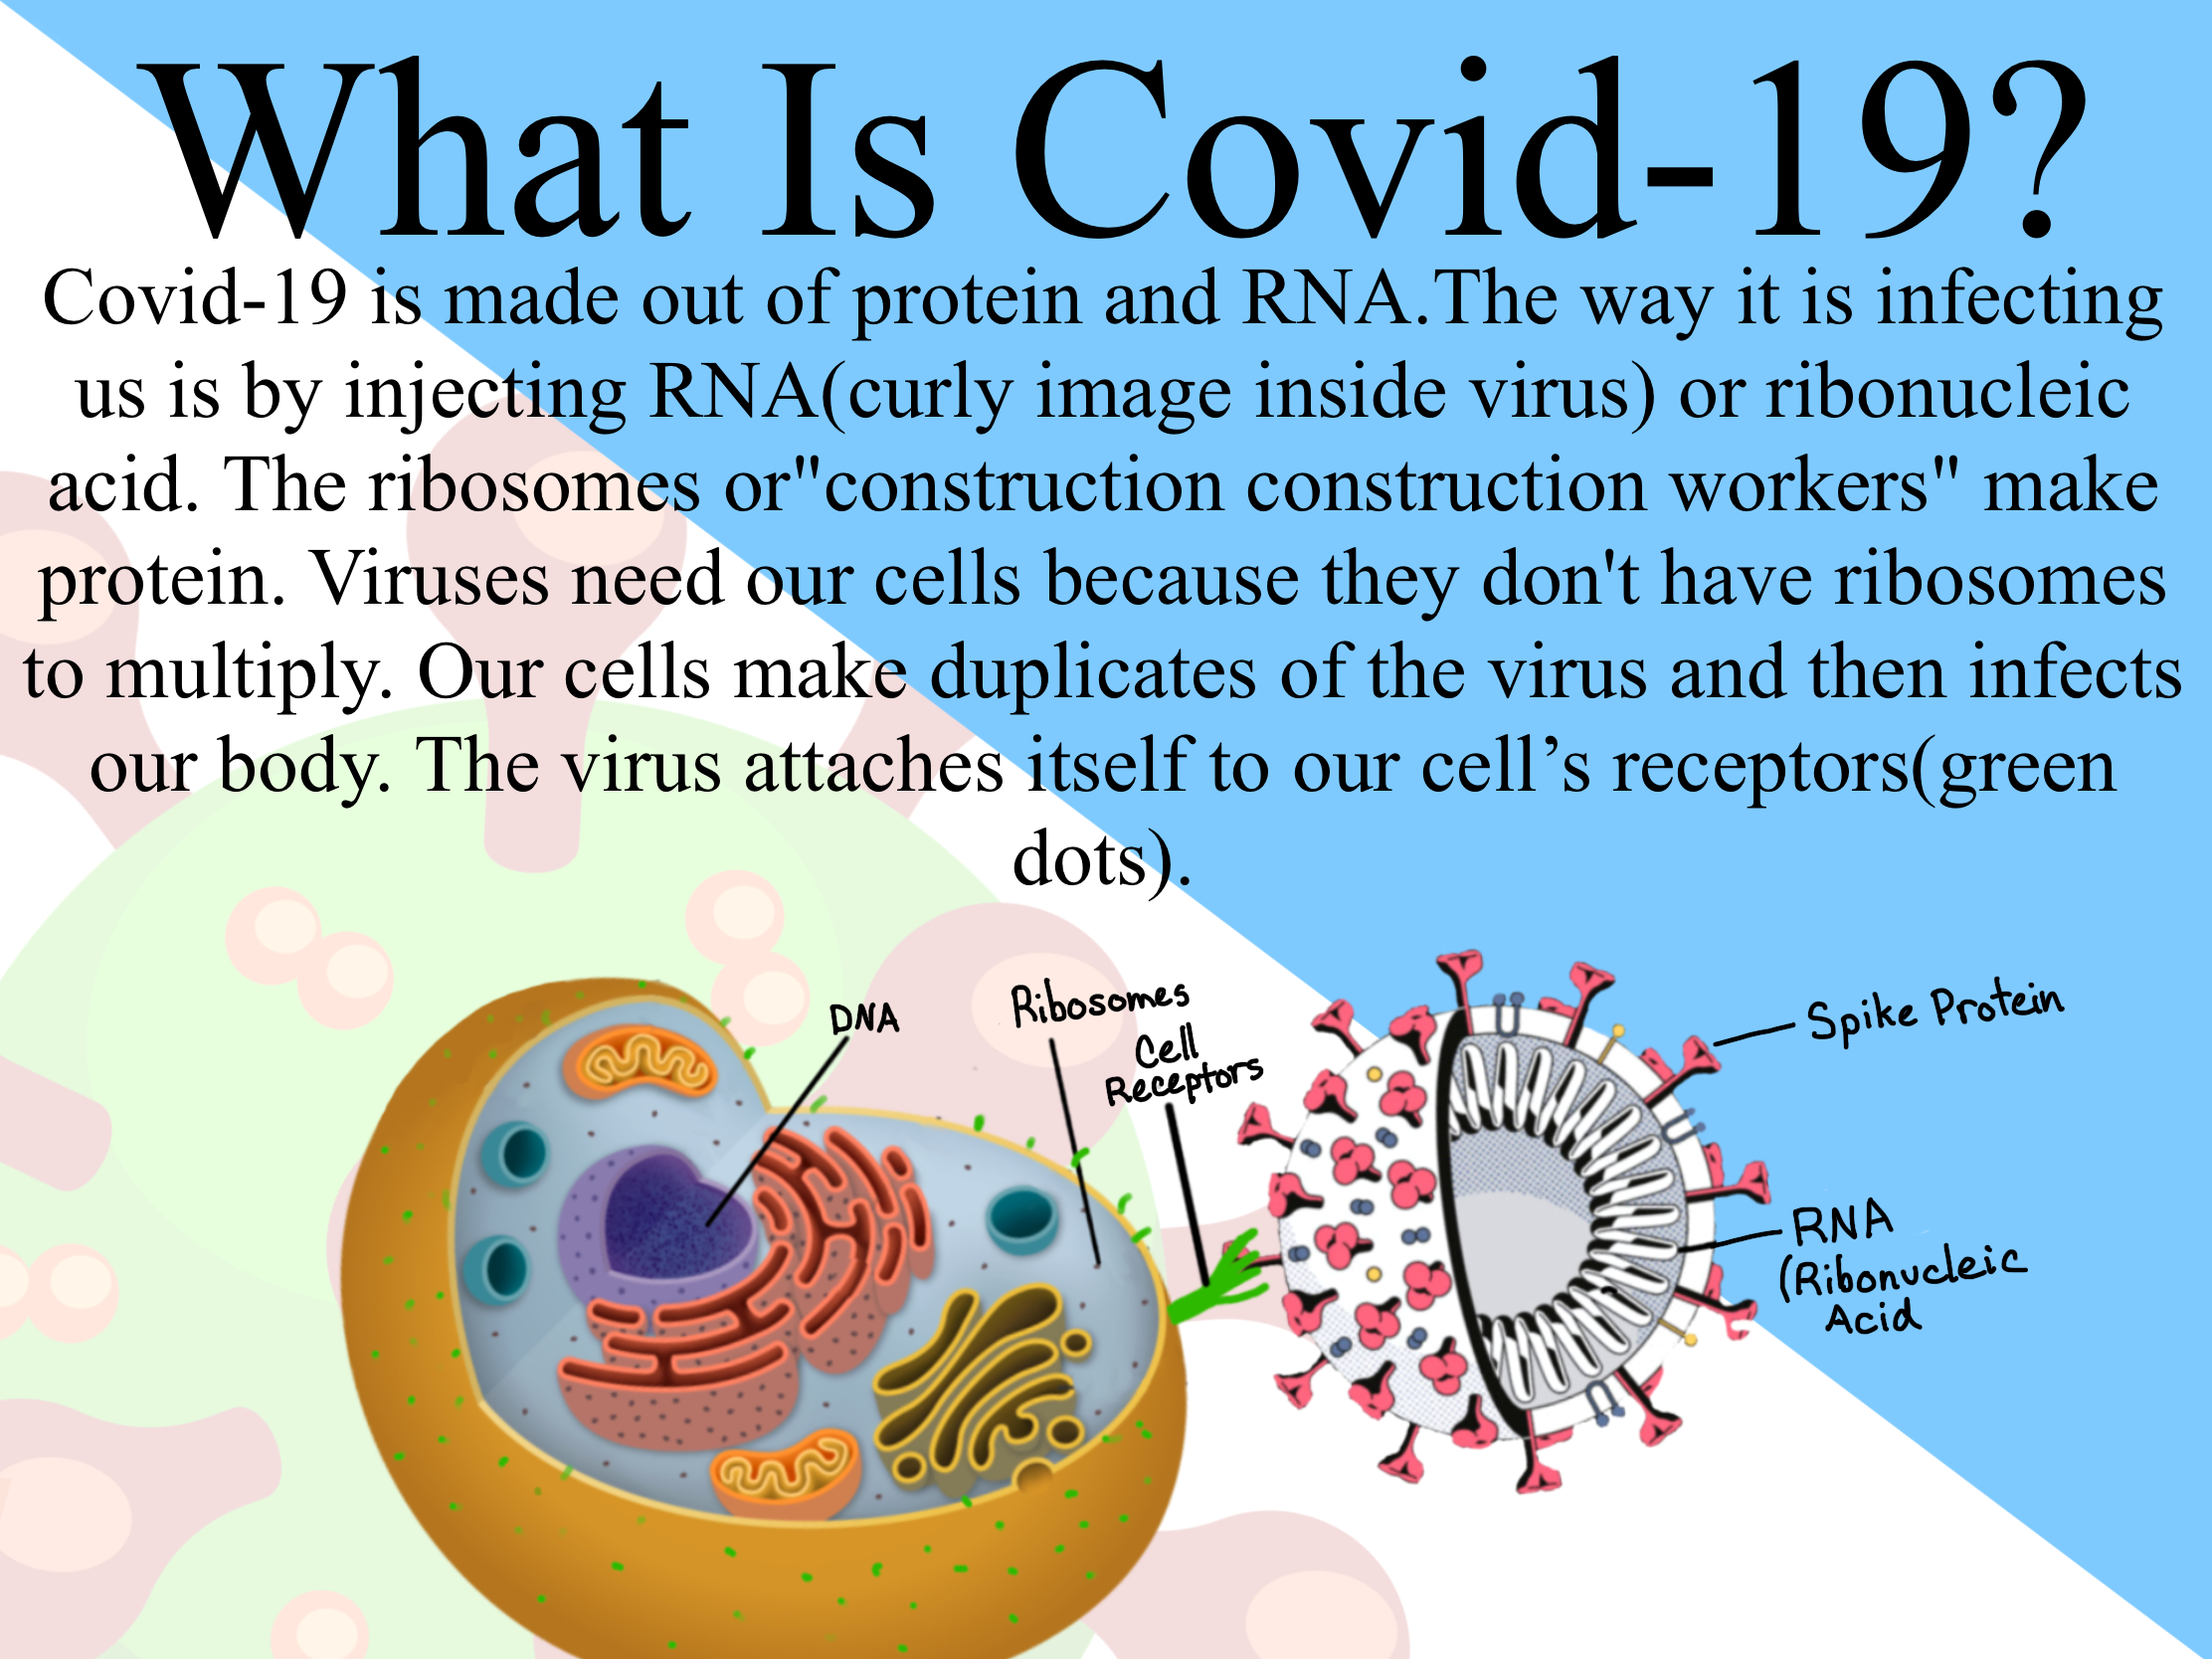 What Is Covid-19?
Covid-19 is made out of protein and RNA.The way it is infecting
us is by injecting RNA(curly image inside virus) or ribonucleic
acid. The ribosomes or"construction construction workers" make
protein. Viruses need our cells because they don't have ribosomes
to multiply. Our cells make duplicates of the virus and then infects
our body. The virus attaches itself to our cell’s receptors(green
dots).
DNA
Ribosomes
Cell
Receptors
Spike Protein
RNA
(Ribonucleic
Acid